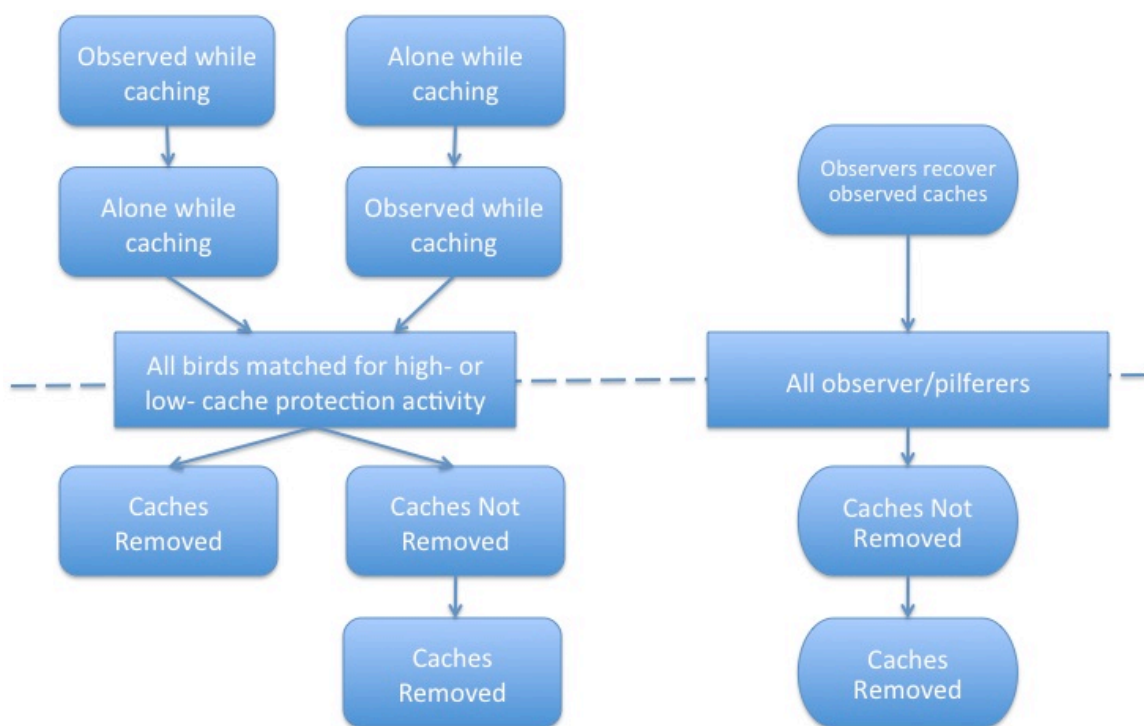 Observed while
caching
Alone while
caching
Observers recover
observed caches
Alone while
caching
Observed while
caching
All birds matched for high- or
low- cache protection activity
All observer/pilferers
Caches
Removed
Caches Not
Removed
Caches Not
Removed
Caches
Removed
Caches
Removed